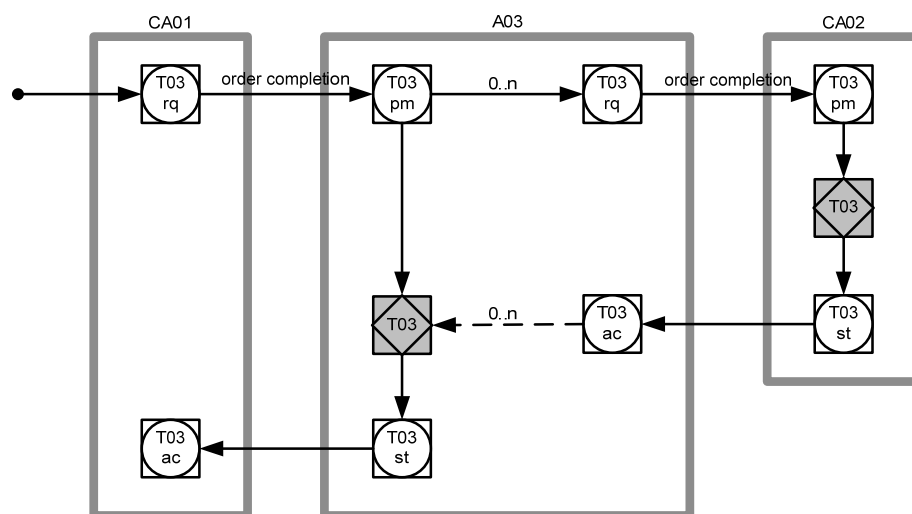 CA01
A03
CA02
T03
rq
order completion
T03
pm
0..n
T03
rq
order completion
T03
pm
T03
T03
0..n
T03
ac
T03
st
T03
ac
T03
st